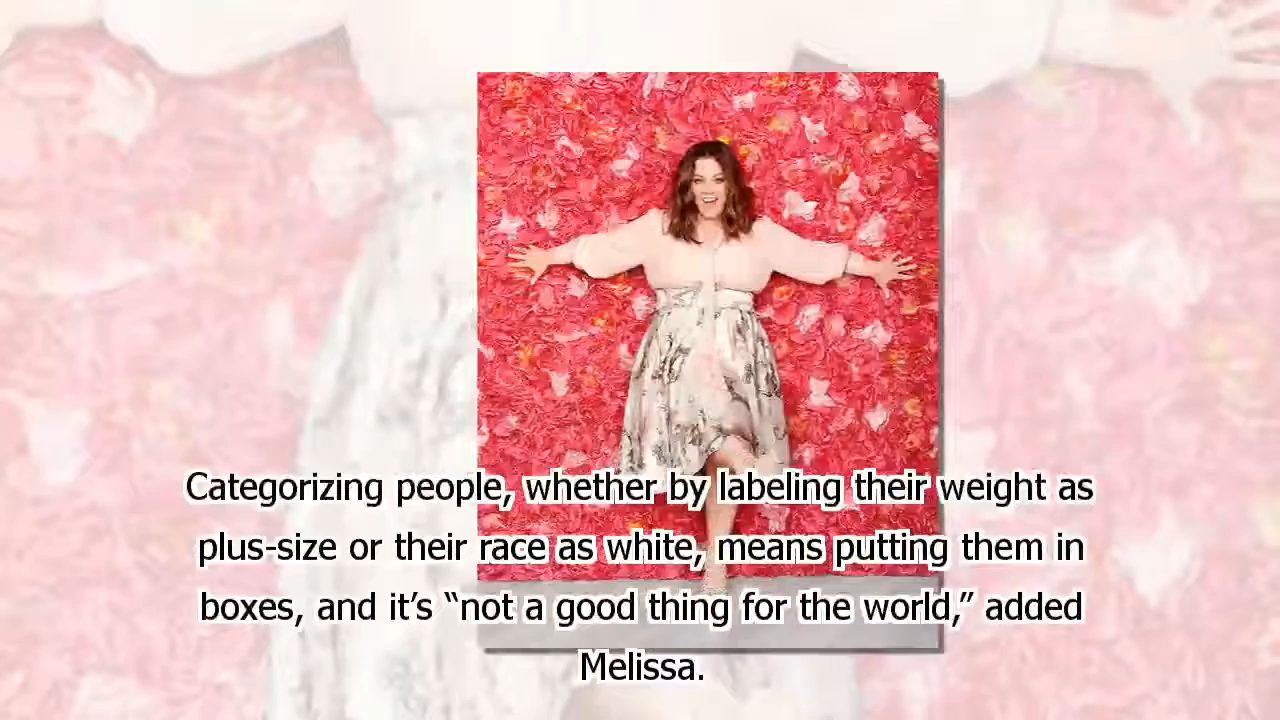 Categorizing people, whether by labeling their weight as
plus-size or their race as white, means putting them in
boxes, and it’s “not a good thing for the world,” added
Melissa.